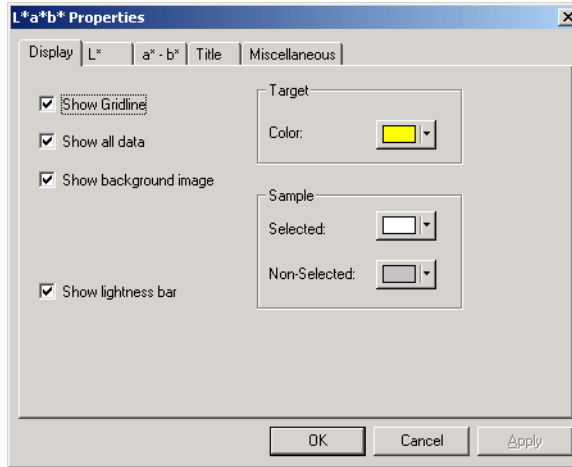 L*a*b* Properties
Display L* a* - b* Title Miscellaneous
Show Gridline
Show all data
Show background image
Show lightness bar
Target
Color:
Sample
Selected:
Non-Selected:
OK Cancel Apply